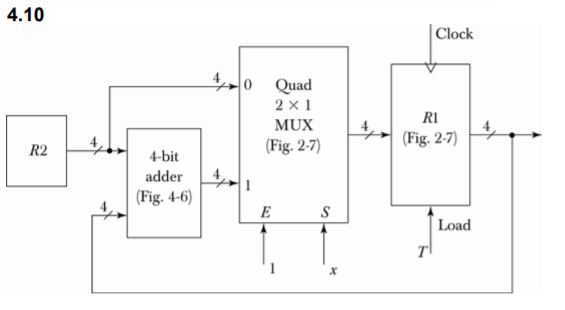 4.10
Clock
4
0
Quad
2 × 1
MUX
(Fig. 2-7)
4
R1
(Fig. 2-7)
4
R2
4
4-bit
adder
(Fig. 4-6)
4
1
4
E
S
Load
T
1
x